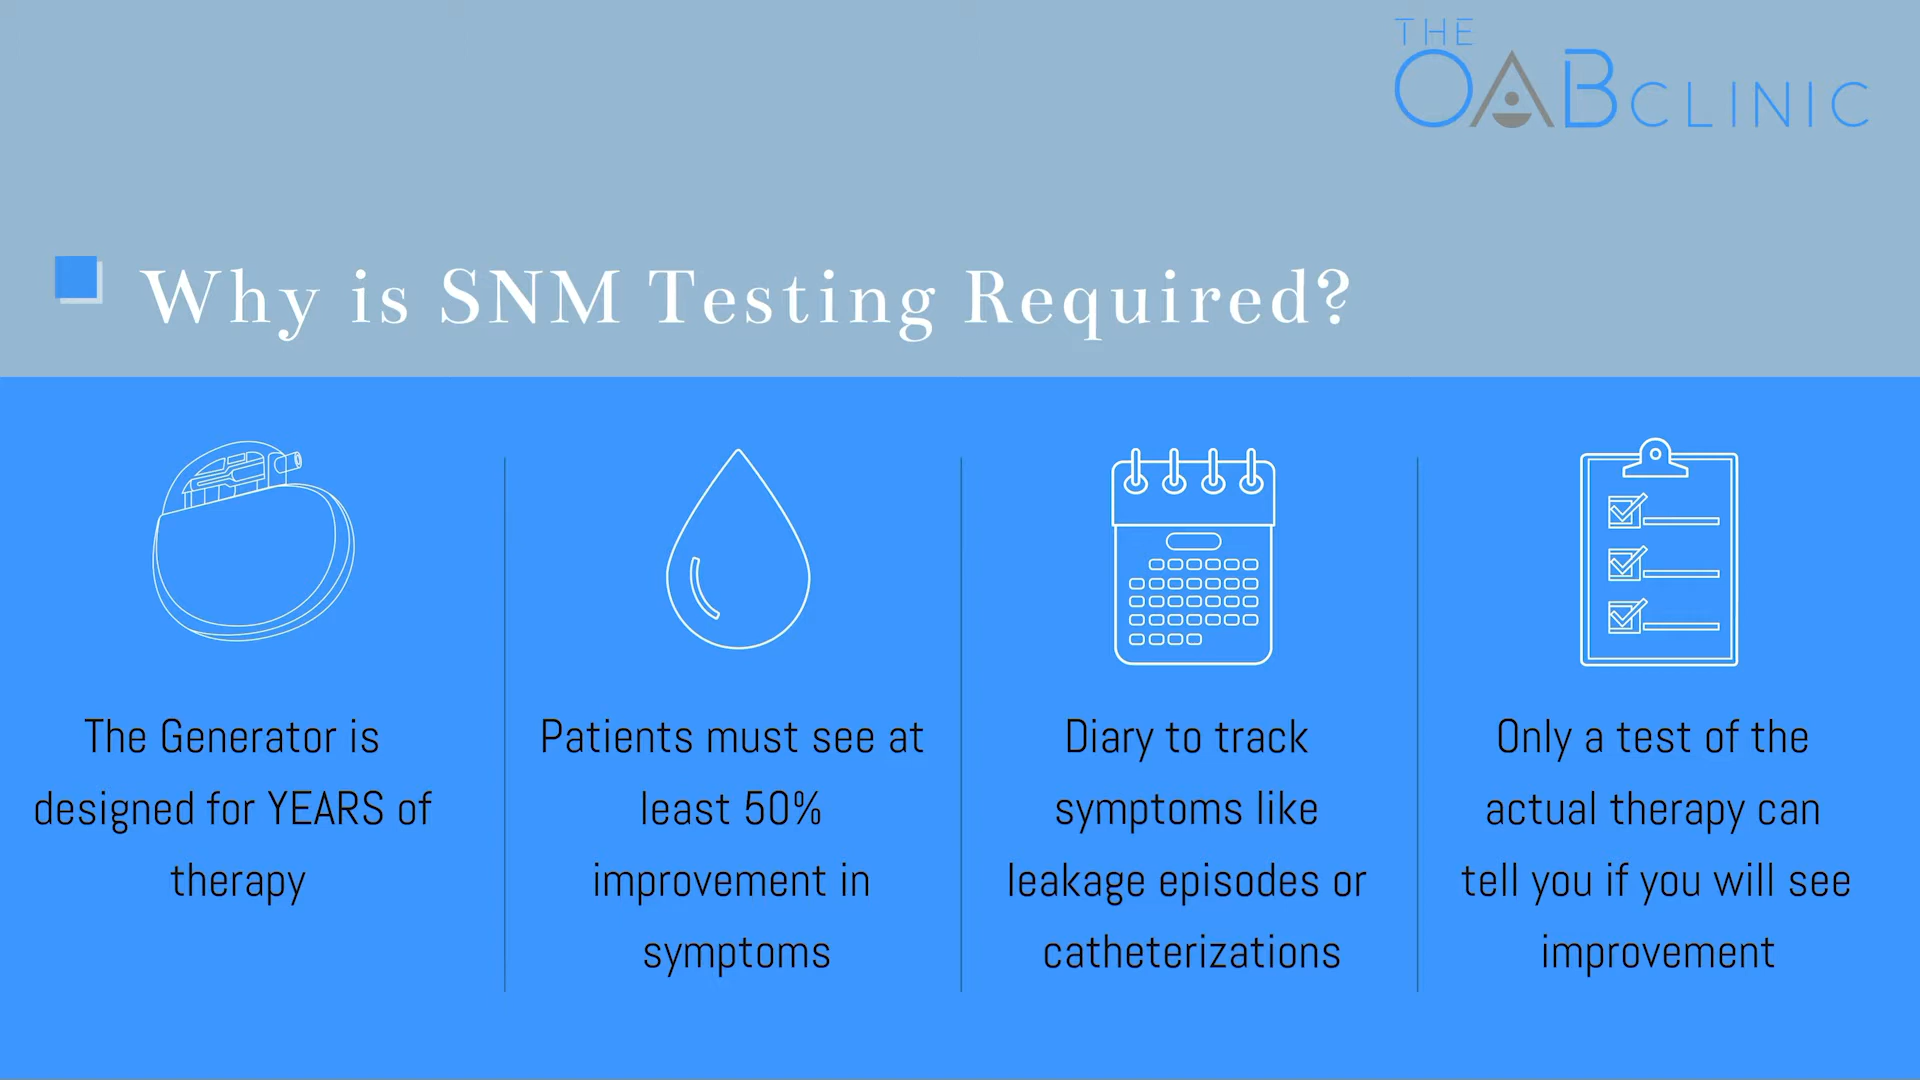 THE
OAB CLINIC
Why is SNM Testing Required?
The Generator is
designed for YEARS of
therapy
Patients must see at
least 50%
improvement in
symptoms
Diary to track
symptoms like
leakage episodes or
catheterizations
Only a test of the
actual therapy can
tell you if you will see
improvement